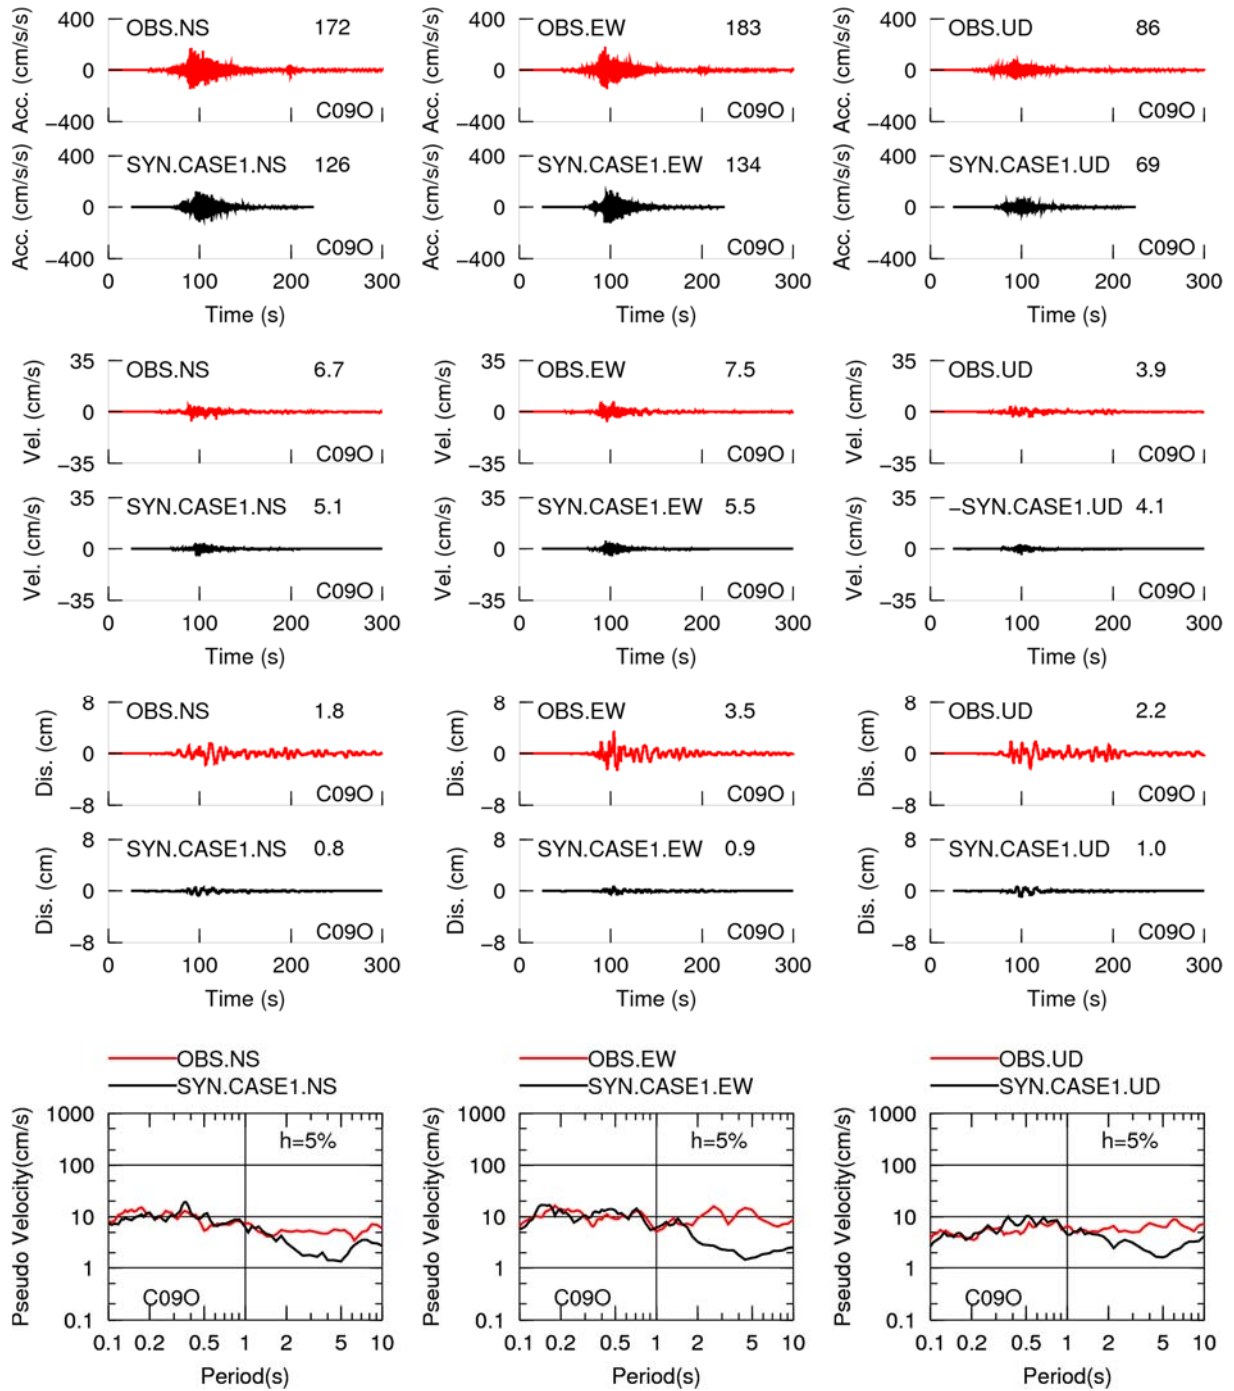 400 OBS.NS 172
0
−400 C09O
Acc. (cm/s/s)
400 OBS.EW 183
0
−400 C09O
Acc. (cm/s/s)
400 OBS.UD 86
0
−400 C09O
Acc. (cm/s/s)
400 SYN.CASE1.NS 126
0
−400 C09O
Acc. (cm/s/s)
0 100 200 300
Time (s)
400 SYN.CASE1.EW 134
0
−400 C09O
Acc. (cm/s/s)
0 100 200 300
Time (s)
400 SYN.CASE1.UD 69
0
−400 C09O
Acc. (cm/s/s)
0 100 200 300
Time (s)
35 OBS.NS 6.7
0
−35 C09O
Vel. (cm/s)
35 OBS.EW 7.5
0
−35 C09O
Vel. (cm/s)
35 OBS.UD 3.9
0
−35 C09O
Vel. (cm/s)
35 SYN.CASE1.NS 5.1
0
−35 C09O
Vel. (cm/s)
0 100 200 300
Time (s)
35 SYN.CASE1.EW 5.5
0
−35 C09O
Vel. (cm/s)
0 100 200 300
Time (s)
35 −SYN.CASE1.UD 4.1
0
−35 C09O
Vel. (cm/s)
0 100 200 300
Time (s)
8 OBS.NS 1.8
0
−8 C09O
Dis. (cm)
8 OBS.EW 3.5
0
−8 C09O
Dis. (cm)
8 OBS.UD 2.2
0
−8 C09O
Dis. (cm)
8 SYN.CASE1.NS 0.8
0
−8 C09O
Dis. (cm)
0 100 200 300
Time (s)
8 SYN.CASE1.EW 0.9
0
−8 C09O
Dis. (cm)
0 100 200 300
Time (s)
8 SYN.CASE1.UD 1.0
0
−8 C09O
Dis. (cm)
0 100 200 300
Time (s)
OBS.NS
SYN.CASE1.NS
1000
h=5%
100
10
1
C09O
0.1
Pseudo Velocity(cm/s)
0.1 0.2 0.5 1 2 5 10
Period(s)
OBS.EW
SYN.CASE1.EW
1000
h=5%
100
10
1
C09O
0.1
Pseudo Velocity(cm/s)
0.1 0.2 0.5 1 2 5 10
Period(s)
OBS.UD
SYN.CASE1.UD
1000
h=5%
100
10
1
C09O
0.1
Pseudo Velocity(cm/s)
0.1 0.2 0.5 1 2 5 10
Period(s)